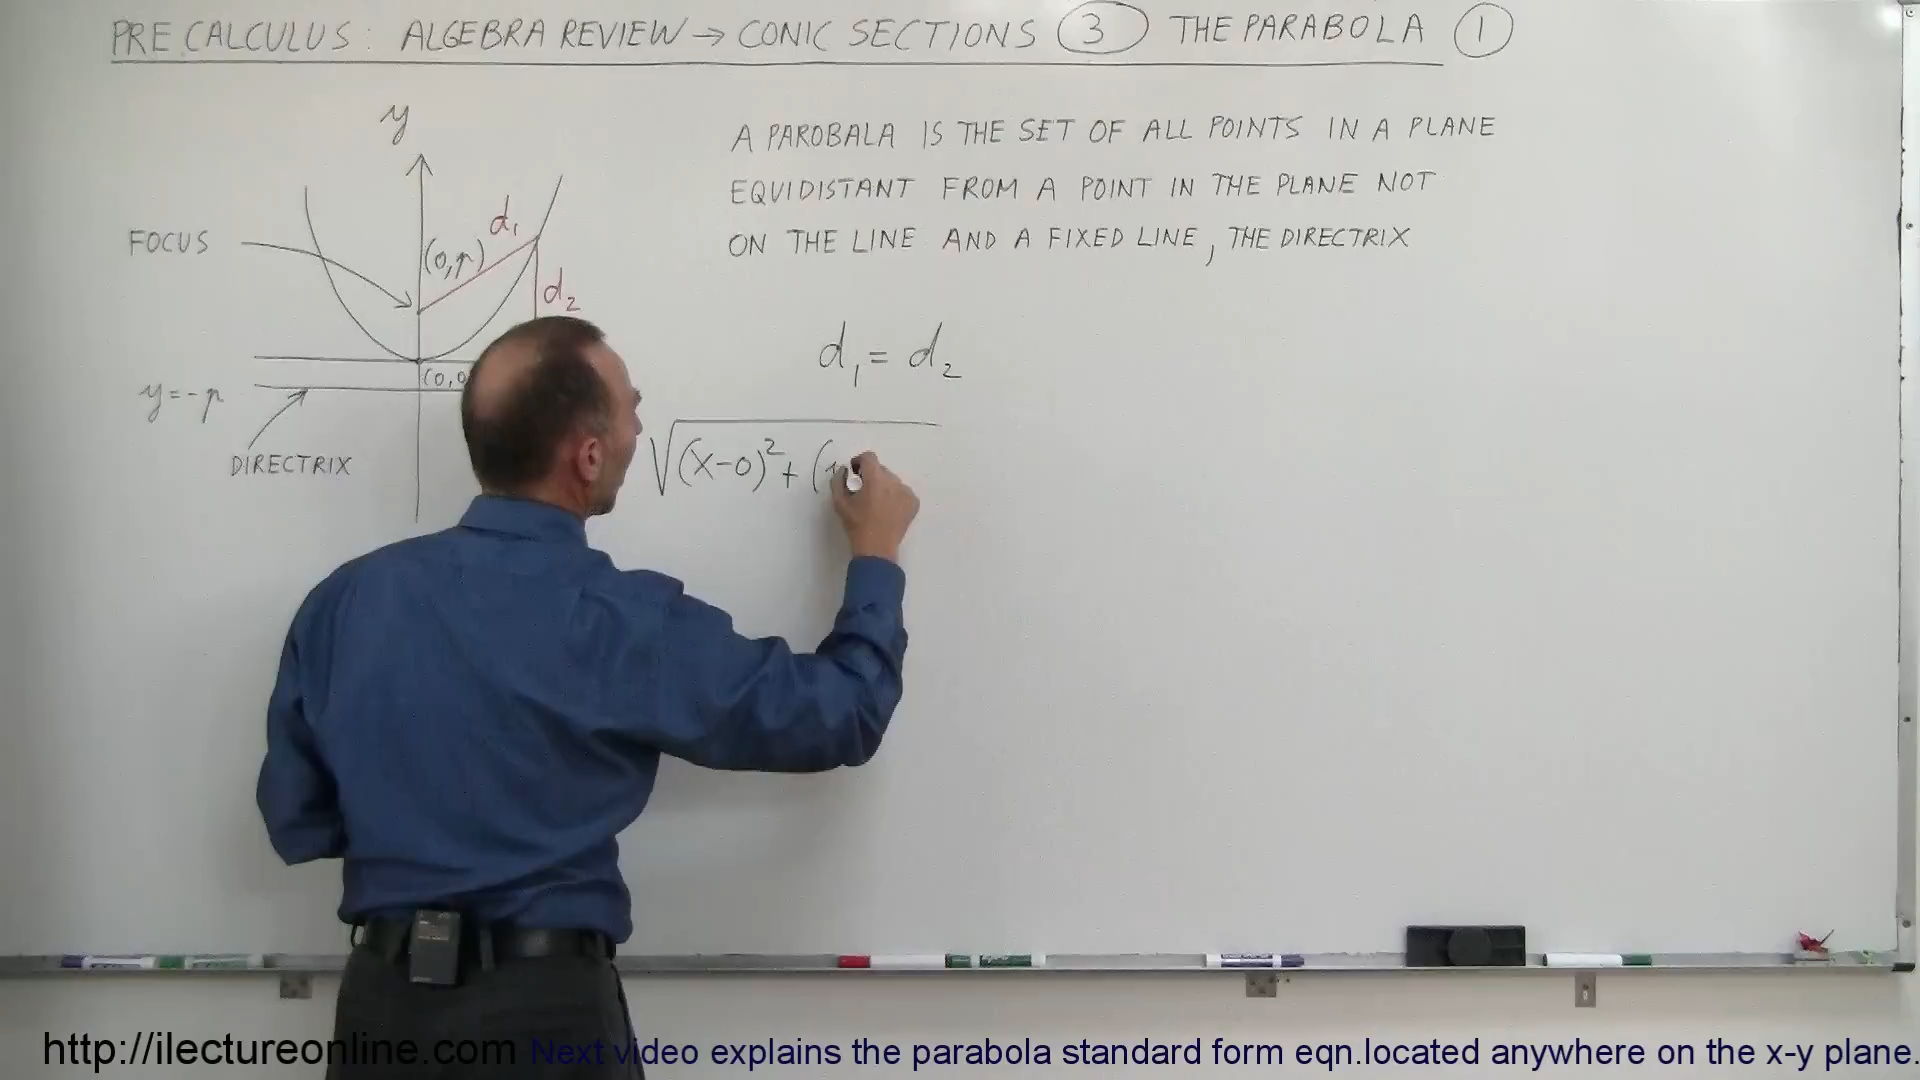 PRE CALCULUS: ALGEBRA REVIEW → CONIC SECTIONS 3 THE PARABOLA 1
y
A PAROBALA IS THE SET OF ALL POINTS IN A PLANE
EQUIDISTANT FROM A POINT IN THE PLANE NOT
ON THE LINE AND A FIXED LINE, THE DIRECTRIX
d₁
FOCUS
(0,p)
d₂
d₁ = d₂
(0,0
y=-p
DIRECTRIX
√(X-0)²+(
http://ilectureonline.com Next video explains the parabola standard form eqn.located anywhere on the x-y plane.